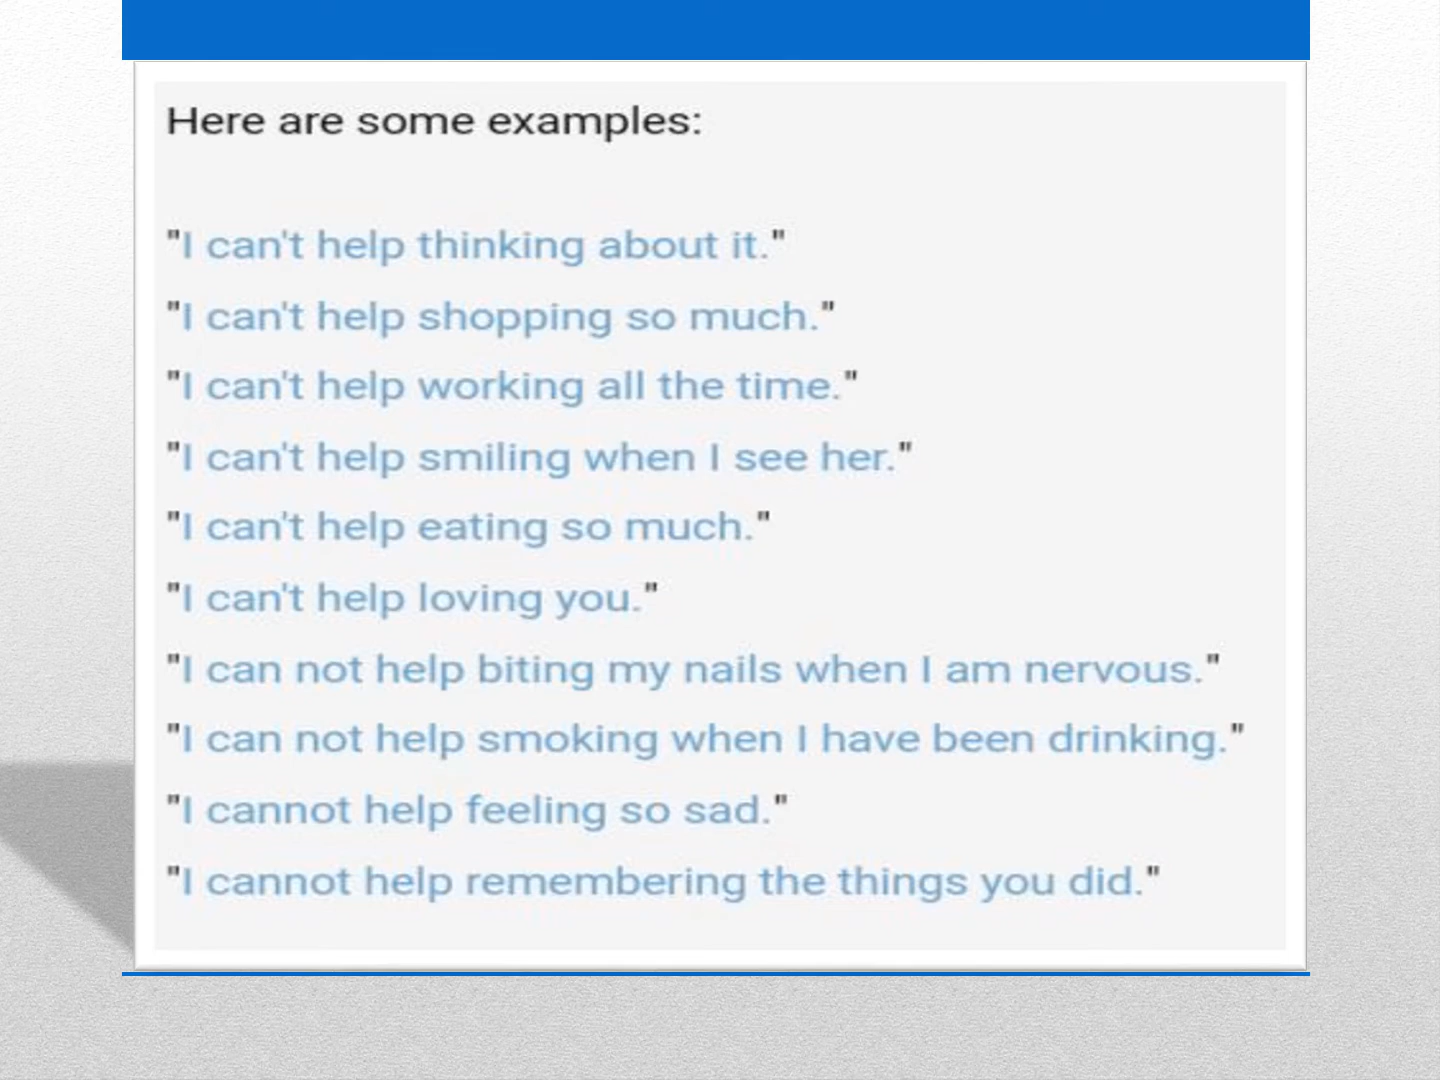 Here are some examples:
"I can't help thinking about it."
"I can't help shopping so much."
"I can't help working all the time."
"I can't help smiling when I see her."
"I can't help eating so much."
"I can't help loving you."
"I can not help biting my nails when I am nervous."
"I can not help smoking when I have been drinking."
"I cannot help feeling so sad."
"I cannot help remembering the things you did."